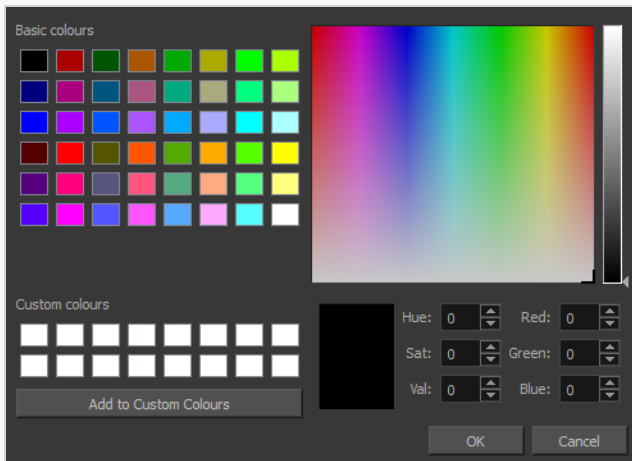 Basic colours
Custom colours
Add to Custom Colours
Hue: 0 Red: 0
Sat: 0 Green: 0
Val: 0 Blue: 0
OK Cancel